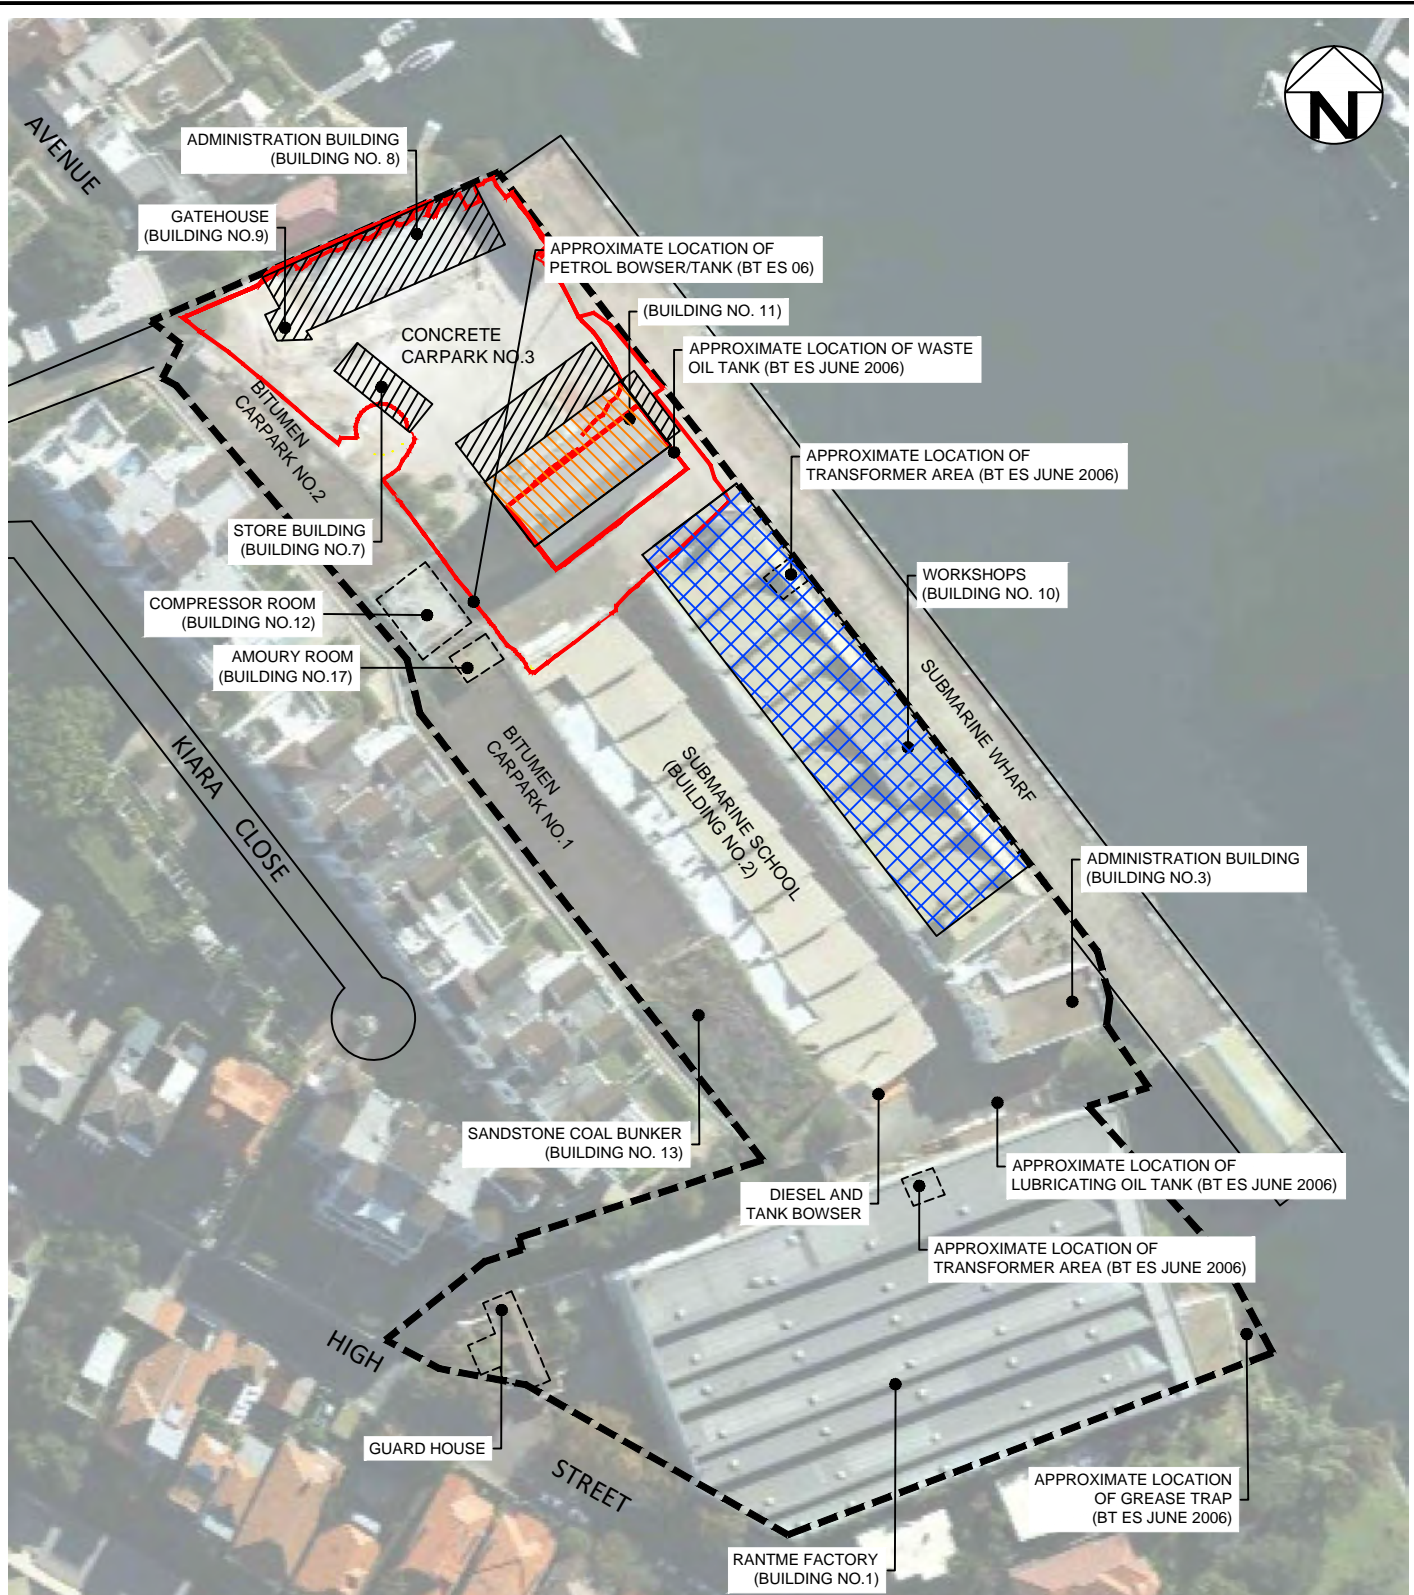 N
AVENUE
ADMINISTRATION BUILDING
(BUILDING NO. 8)
GATEHOUSE
(BUILDING NO.9)
APPROXIMATE LOCATION OF
PETROL BOWSER/TANK (BT ES 06)
(BUILDING NO. 11)
CONCRETE
CARPARK NO.3
APPROXIMATE LOCATION OF WASTE
OIL TANK (BT ES JUNE 2006)
BITUMEN
CARPARK NO.2
APPROXIMATE LOCATION OF
TRANSFORMER AREA (BT ES JUNE 2006)
STORE BUILDING
(BUILDING NO.7)
WORKSHOPS
(BUILDING NO. 10)
COMPRESSOR ROOM
(BUILDING NO.12)
AMOURY ROOM
(BUILDING NO.17)
SUBMARINE WHARF
KIARA
CLOSE
BITUMEN
CARPARK NO.1
SUBMARINE SCHOOL
(BUILDING NO.2)
ADMINISTRATION BUILDING
(BUILDING NO.3)
SANDSTONE COAL BUNKER
(BUILDING NO. 13)
APPROXIMATE LOCATION OF
LUBRICATING OIL TANK (BT ES JUNE 2006)
DIESEL AND
TANK BOWSER
APPROXIMATE LOCATION OF
TRANSFORMER AREA (BT ES JUNE 2006)
HIGH
STREET
GUARD HOUSE
APPROXIMATE LOCATION
OF GREASE TRAP
(BT ES JUNE 2006)
RANTME FACTORY
(BUILDING NO.1)